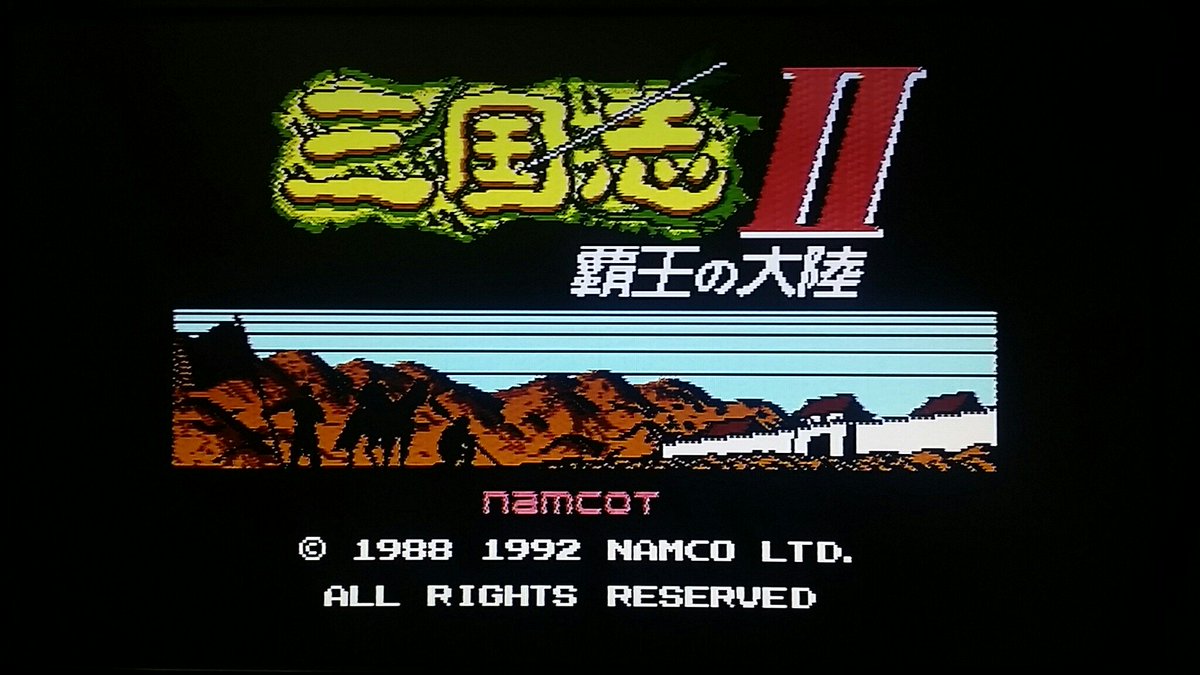 三国志 II
覇王の大陸
namcot
© 1988 1992 NAMCO LTD.
ALL RIGHTS RESERVED